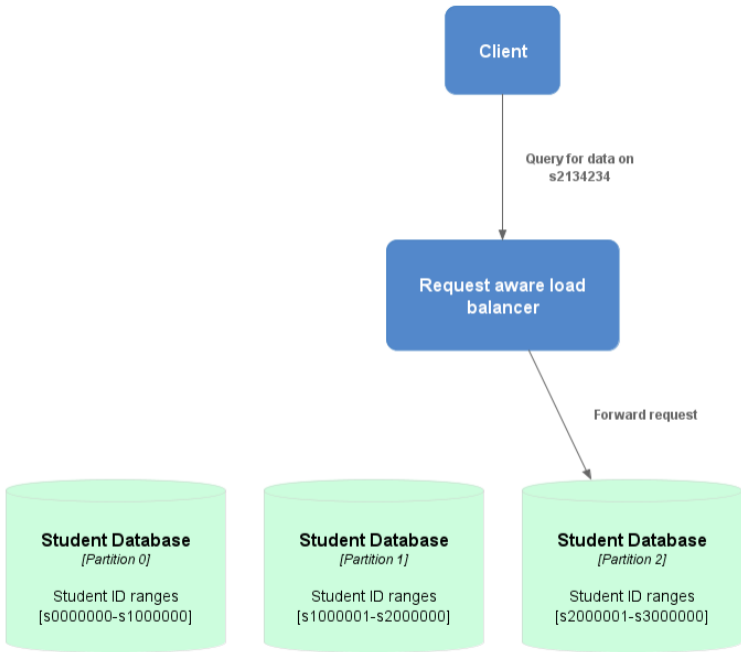 Client
Query for data on
s2134234
Request aware load
balancer
Forward request
Student Database
[Partition 0]
Student ID ranges
[s0000000-s1000000]
Student Database
[Partition 1]
Student ID ranges
[s1000001-s2000000]
Student Database
[Partition 2]
Student ID ranges
[s2000001-s3000000]